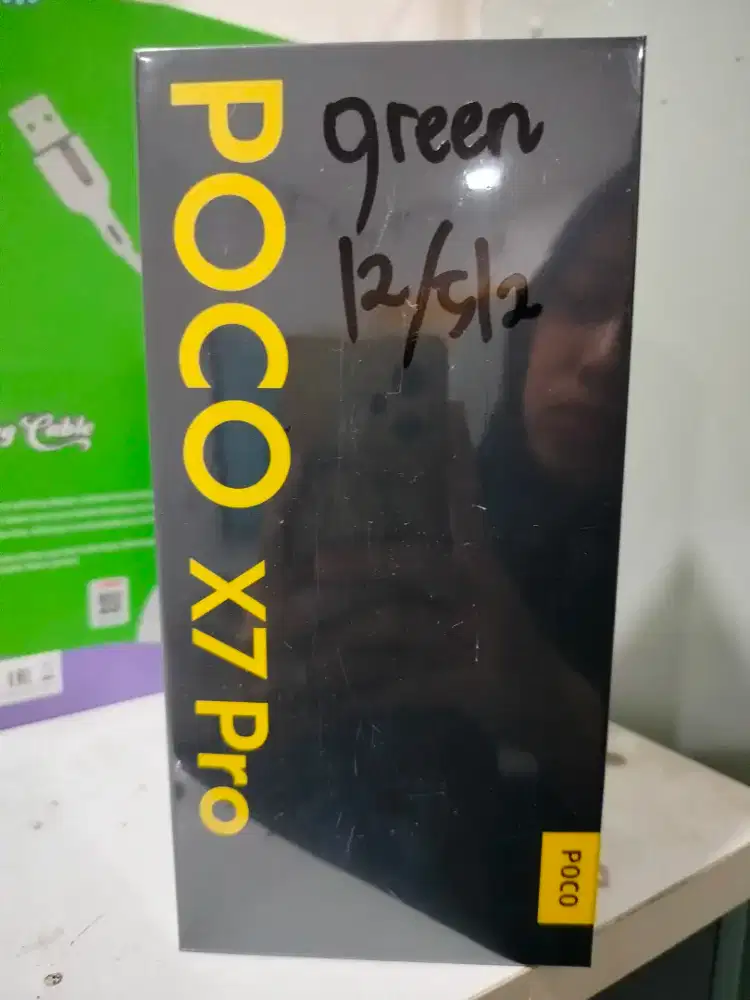 POCO X7 Pro
green
12/512
POCO
g Cable